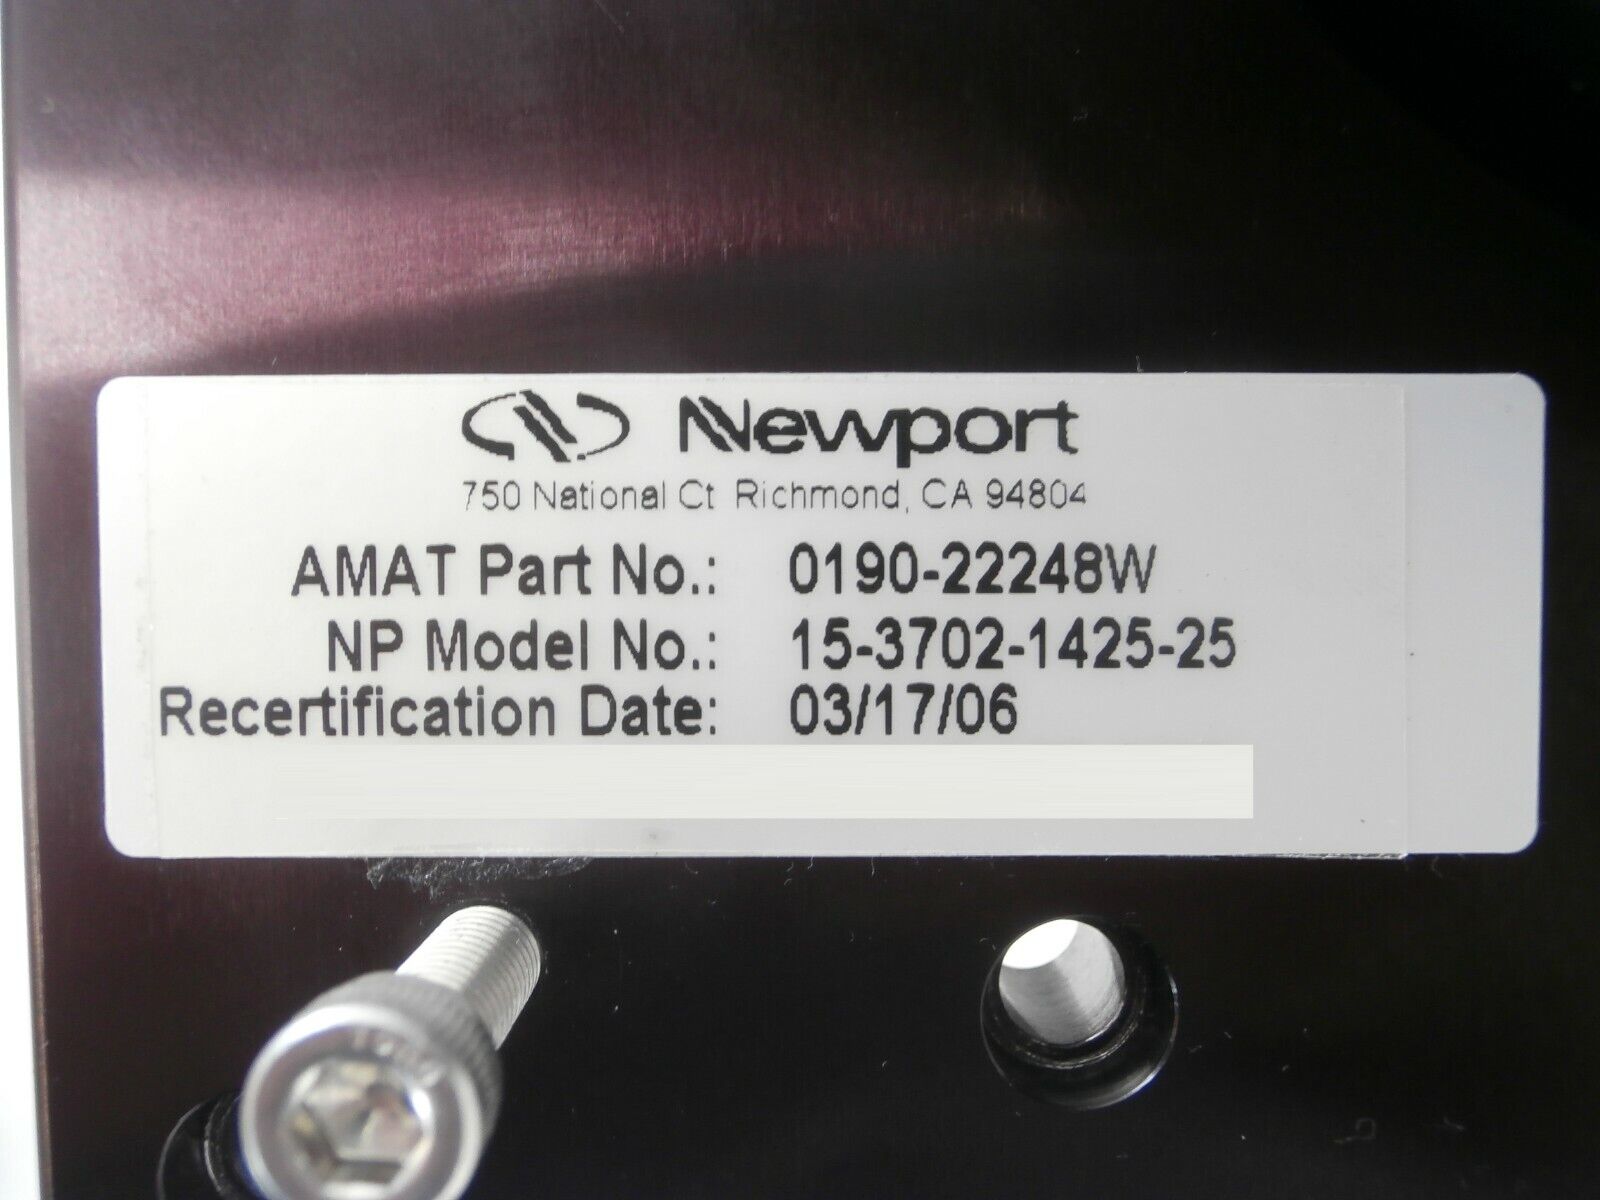 Newport
750 National Ct Richmond, CA 94804
AMAT Part No.: 0190-22248W
NP Model No.: 15-3702-1425-25
Recertification Date: 03/17/06